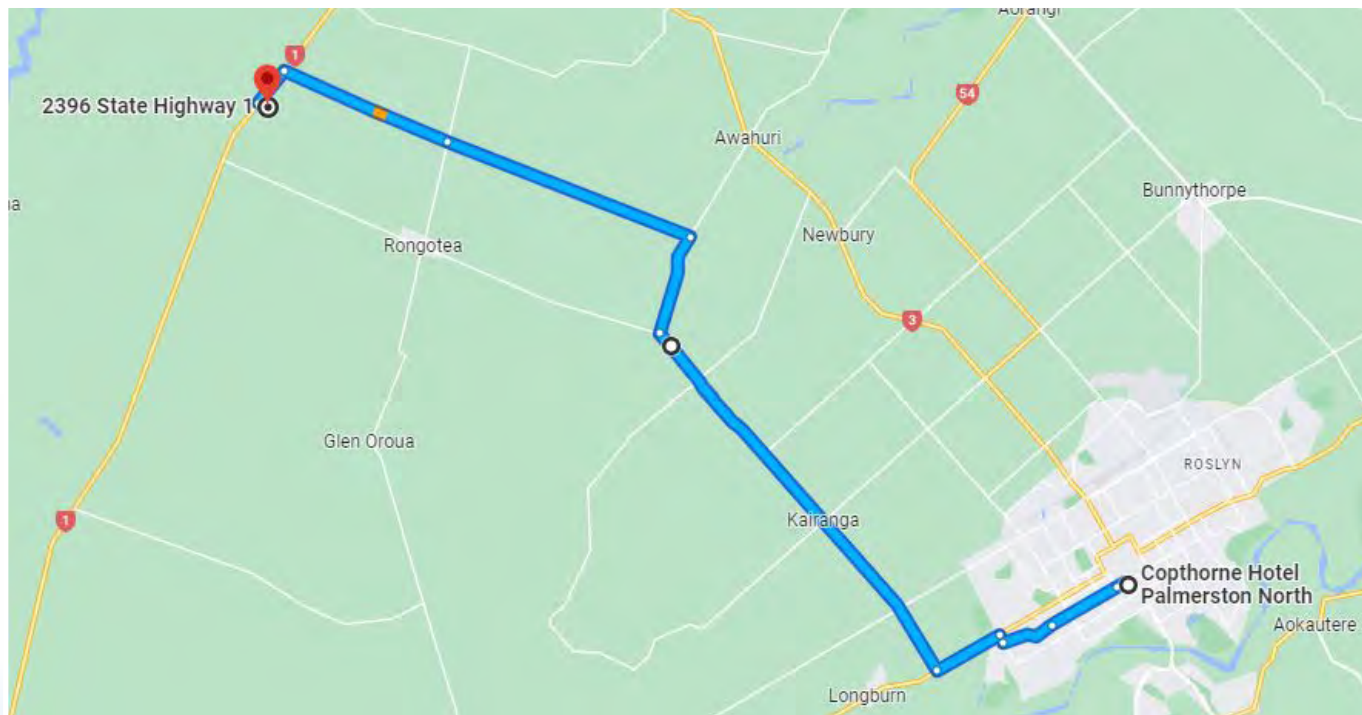 Aorangi
1
2396 State Highway 1
54
Awahuri
Bunnythorpe
Newbury
Rongotea
3
Glen Oroua
ROSLYN
1
Kairanga
Copthorne Hotel
Palmerston North
Aokautere
Longburn